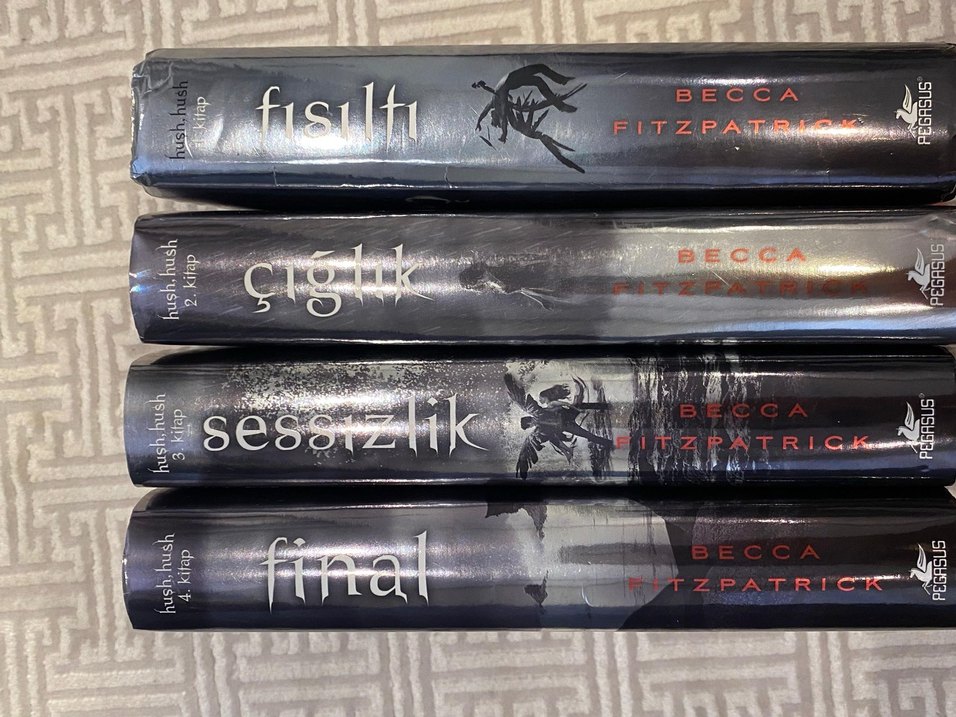 hush, hush
1. kitap
fısıltı
BECCA
FITZPATRICK
PEGASUS
hush, hush
2. kitap
çığlık
BECCA
FITZPATRICK
PEGASUS
hush, hush
3. kitap
sessizlik
BECCA
FITZPATRICK
PEGASUS
hush, hush
4. kitap
final
BECCA
FITZPATRICK
PEGASUS